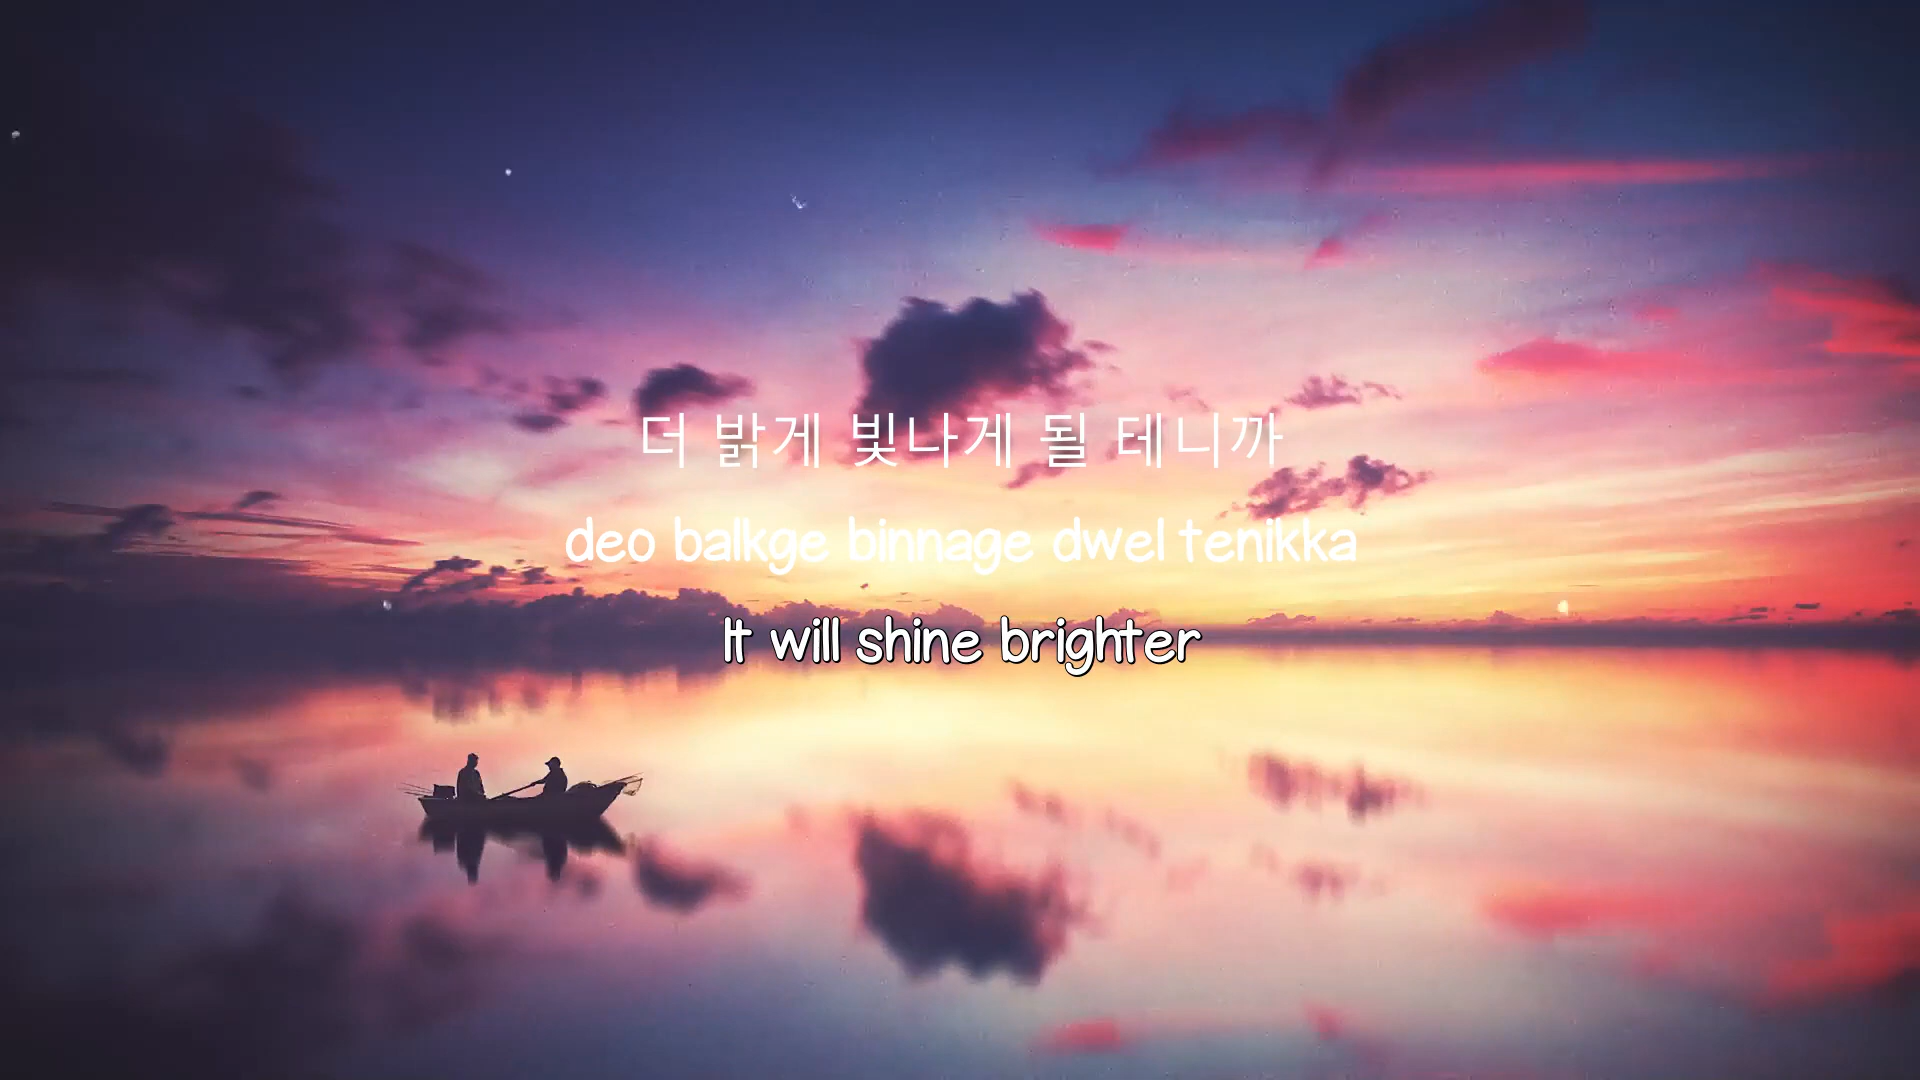 더 밝게 빛나게 될 테니까
deo balkge binnage dwel tenikka
It will shine brighter